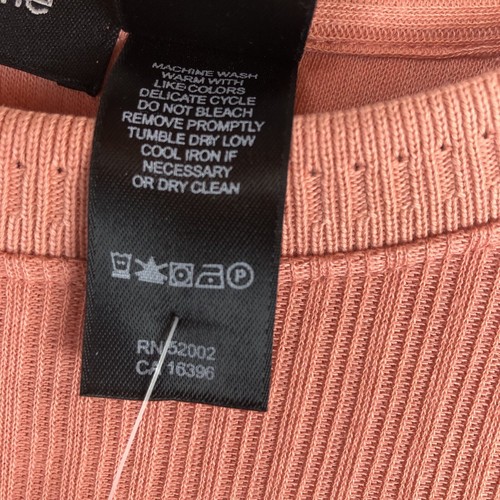 ne
MACHINE WASH
WARM WITH
LIKE COLORS
DELICATE CYCLE
DO NOT BLEACH
REMOVE PROMPTLY
TUMBLE DRY LOW
COOL IRON IF
NECESSARY
OR DRY CLEAN
P
RN 52002
CA 16396